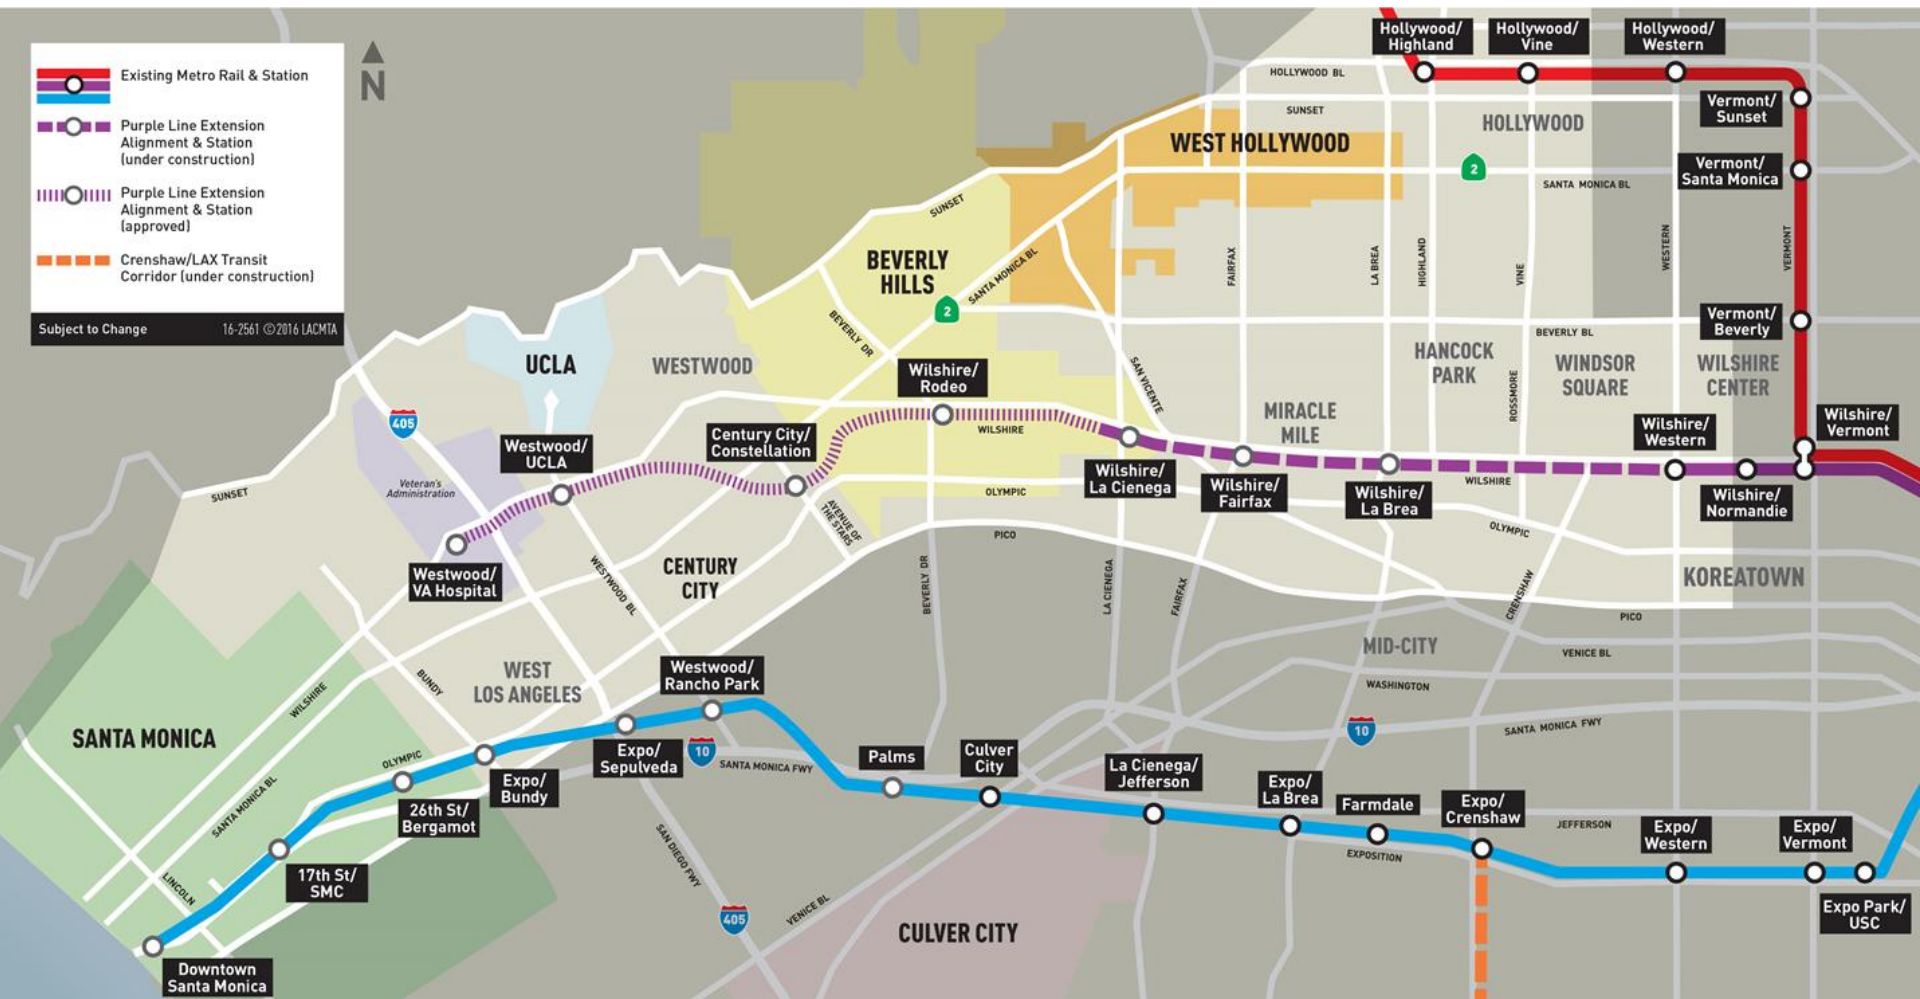 Existing Metro Rail & Station
Purple Line Extension
Alignment & Station
(under construction)
Purple Line Extension
Alignment & Station
(approved)
Crenshaw/LAX Transit
Corridor (under construction)
Subject to Change
16-2561 ©2016 LACMTA
N
Hollywood/
Highland
Hollywood/
Vine
Hollywood/
Western
HOLLYWOOD BL
SUNSET
Vermont/
Sunset
HOLLYWOOD
WEST HOLLYWOOD
2
Vermont/
Santa Monica
SANTA MONICA BL
SUNSET
BEVERLY
HILLS
SANTA MONICA BL
2
FAIRFAX
LA BREA
HIGHLAND
VINE
WESTERN
VERMONT
BEVERLY DR
Vermont/
Beverly
BEVERLY BL
UCLA
WESTWOOD
Wilshire/
Rodeo
SAN VICENTE
HANCOCK
PARK
ROSSMORE
WINDSOR
SQUARE
WILSHIRE
CENTER
405
MIRACLE
MILE
Wilshire/
Western
Wilshire/
Vermont
Westwood/
UCLA
Century City/
Constellation
WILSHIRE
Wilshire/
La Cienega
Wilshire/
Fairfax
Wilshire/
La Brea
WILSHIRE
Wilshire/
Normandie
Veteran's
Administration
SUNSET
OLYMPIC
AVENUE OF
THE STARS
PICO
OLYMPIC
Westwood/
VA Hospital
WESTWOOD BL
CENTURY
CITY
BEVERLY DR
LA CIENEGA
FAIRFAX
CRENSHAW
KOREATOWN
PICO
MID-CITY
VENICE BL
WASHINGTON
SANTA MONICA FWY
10
WEST
LOS ANGELES
BUNDY
WILSHIRE
Westwood/
Rancho Park
SANTA MONICA
OLYMPIC
SANTA MONICA BL
Expo/
Sepulveda
10
SANTA MONICA FWY
Palms
Culver
City
La Cienega/
Jefferson
Expo/
La Brea
Farmdale
Expo/
Crenshaw
JEFFERSON
Expo/
Western
Expo/
Vermont
EXPOSITION
Expo/
Bundy
26th St/
Bergamot
17th St/
SMC
LINCOLN
SAN DIEGO FWY
405
VENICE BL
CULVER CITY
Expo Park/
USC
Downtown
Santa Monica